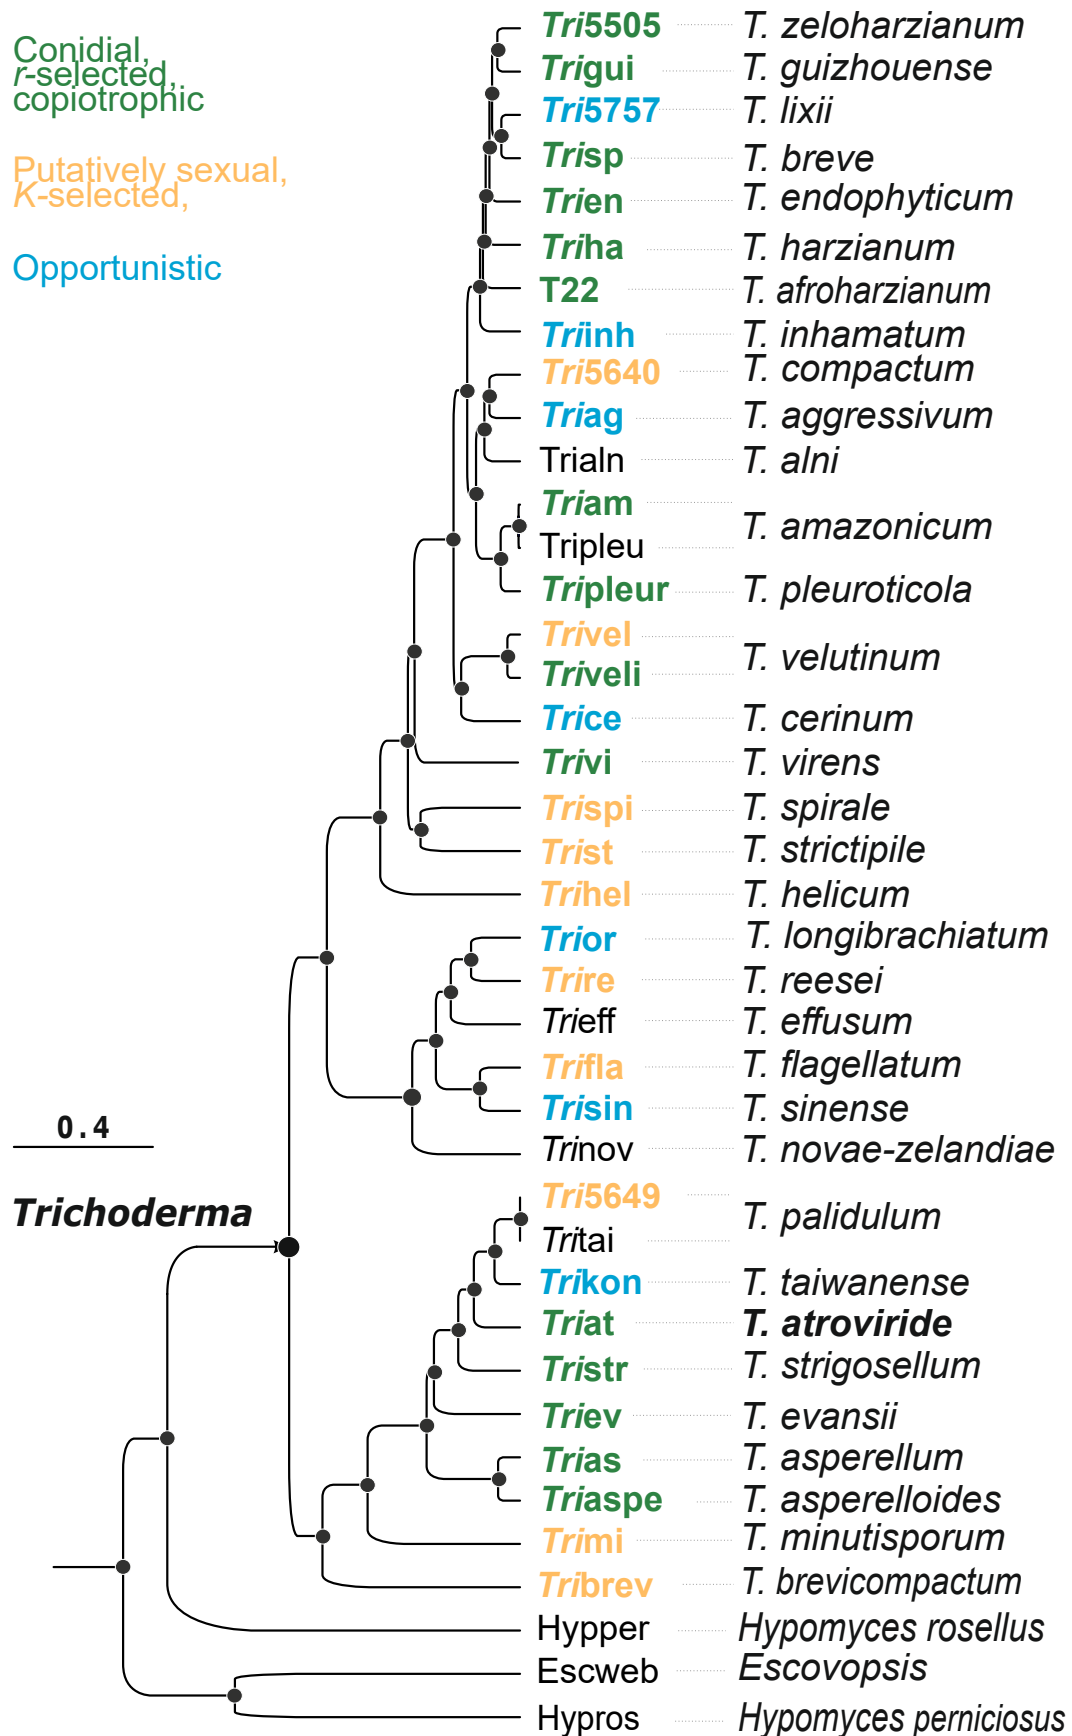 Conidial,
r-selected,
copiotrophic
Putatively sexual,
K-selected,
Opportunistic
Tri5505 T. zeloharzianum
Trigui T. guizhouense
Tri5757 T. lixii
Trisp T. breve
Trien T. endophyticum
Triha T. harzianum
T22 T. afroharzianum
Triinh T. inhamatum
Tri5640 T. compactum
Triag T. aggressivum
Trialn T. alni
Triam
T. amazonicum
Tripleu
Tripleur T. pleuroticola
Trivel
T. velutinum
Triveli
Trice T. cerinum
Trivi T. virens
Trispi T. spirale
Trist T. strictipile
Trihel T. helicum
Trior T. longibrachiatum
Trire T. reesei
Trieff T. effusum
Trifla T. flagellatum
Trisin T. sinense
0.4
Trinov T. novae-zelandiae
Trichoderma
Tri5649
T. palidulum
Tritai
Trikon T. taiwanense
Triat T. atroviride
Tristr T. strigosellum
Triev T. evansii
Trias T. asperellum
Triaspe T. asperelloides
Trimi T. minutisporum
Tribrev T. brevicompactum
Hypper Hypomyces rosellus
Escweb Escovopsis
Hypros Hypomyces perniciosus